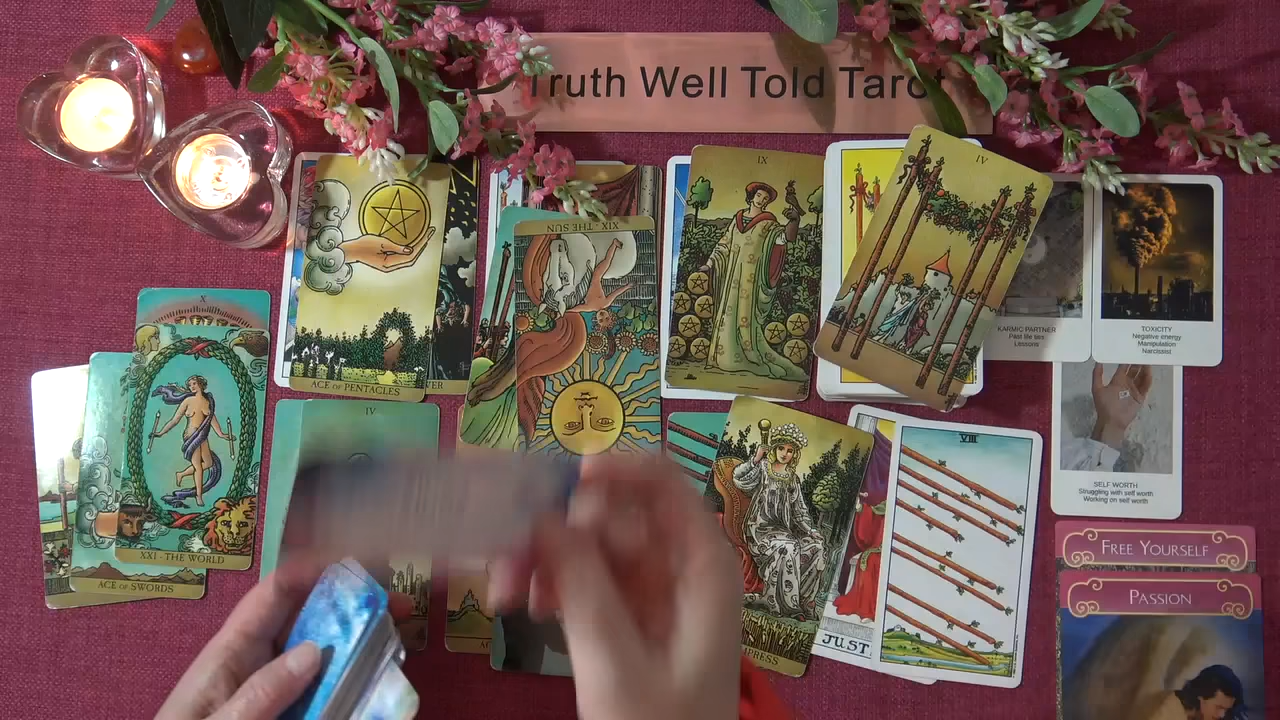 Truth Well Told Tarot
IX
IV
XIX - THE SUN
KARMIC PARTNER
Past life ties
Lessons
TOXICITY
Negative energy
Manipulation
Narcissist
X
ACE OF PENTACLES
IV
VIII
SELF WORTH
Struggling with self worth
Working on self worth
FREE YOURSELF
XXI - THE WORLD
ACE OF SWORDS
PASSION
JUST